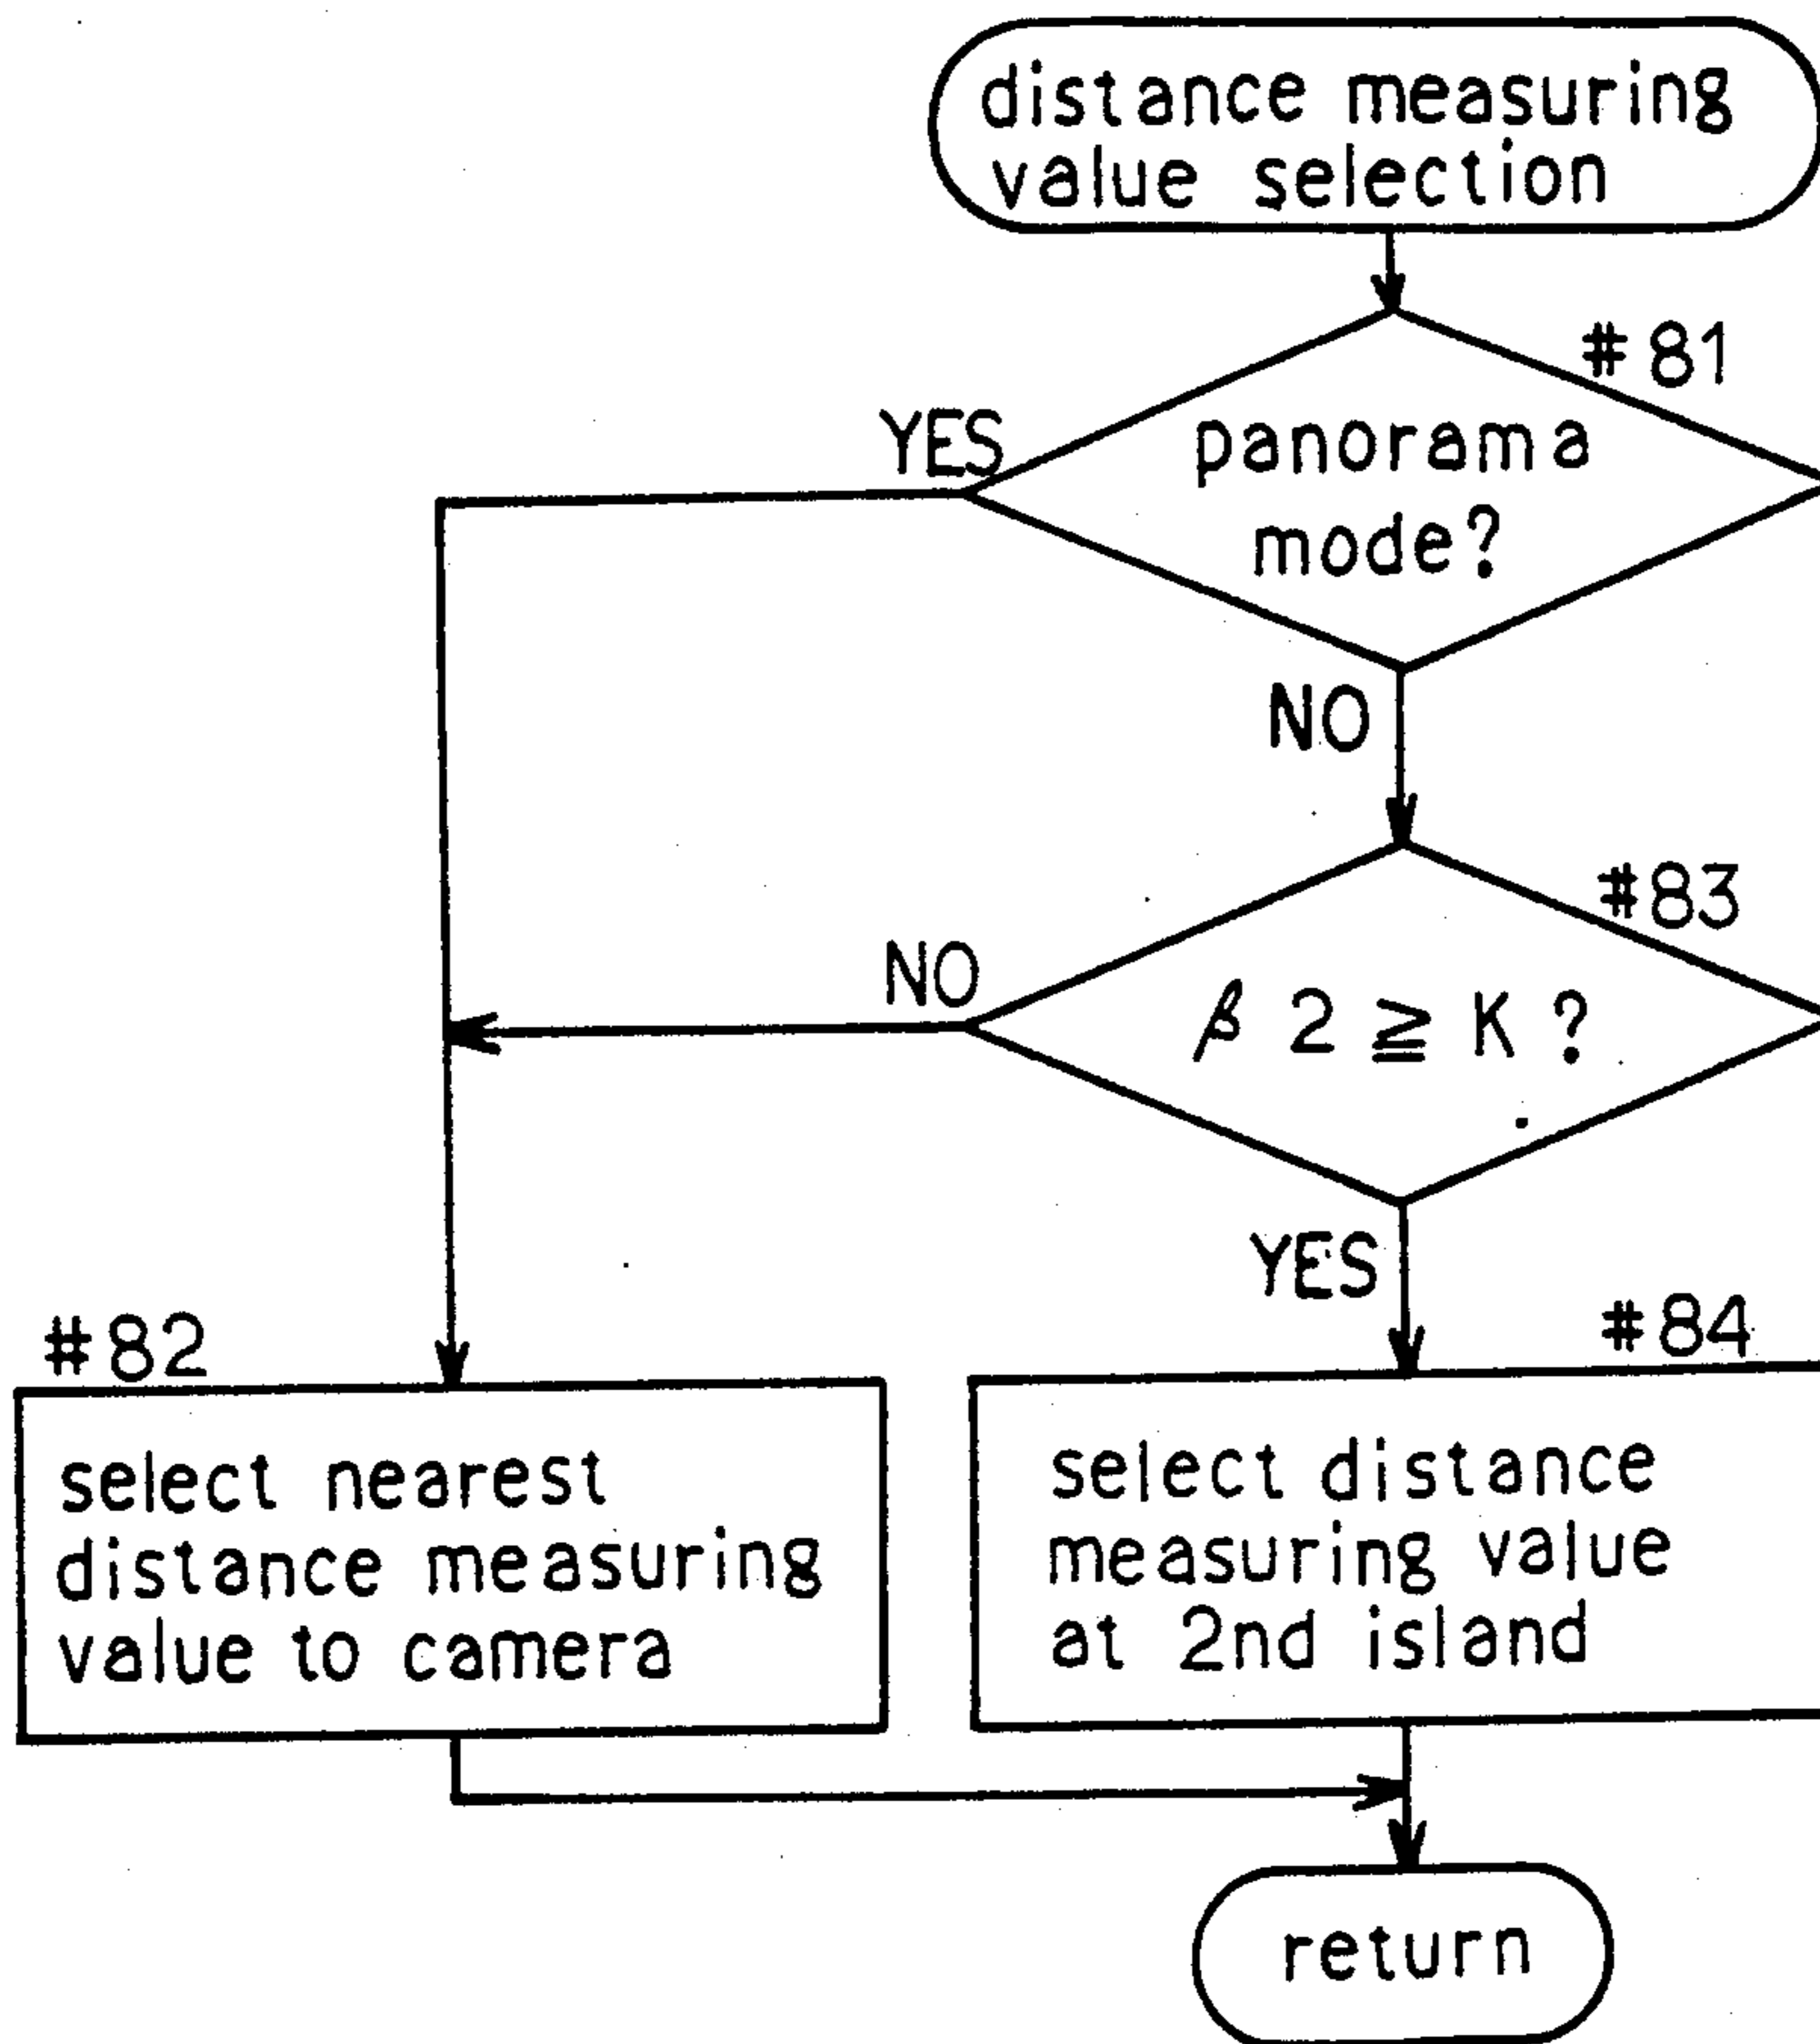 distance measuring
value selection
#81
YES
panorama
mode?
NO
#83
NO
β 2 ≧ K ?
YES
#82
#84
select nearest
distance measuring
value to camera
select distance
measuring value
at 2nd island
return